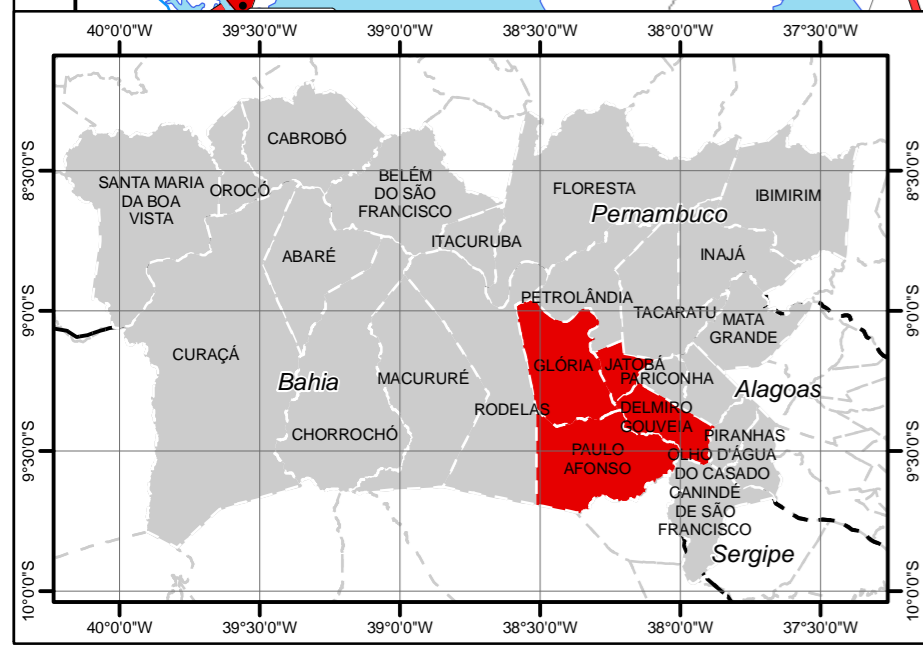 40°0'0"W 39°30'0"W 39°0'0"W 38°30'0"W 38°0'0"W 37°30'0"W
8°30'0"S
9°0'0"S
9°30'0"S
10°0'0"S
CABROBÓ
SANTA MARIA
DA BOA
VISTA
OROCÓ
BELÉM
DO SÃO
FRANCISCO
FLORESTA
IBIMIRIM
Pernambuco
ITACURUBA
ABARÉ
INAJÁ
PETROLÂNDIA
TACARATU
MATA
GRANDE
CURAÇÁ
Bahia
MACURURÉ
GLÓRIA
JATOBÁ
PARICONHA
Alagoas
RODELAS
DELMIRO
GOUVEIA
CHORROCHÓ
PAULO
AFONSO
PIRANHAS
OLHO D'ÁGUA
DO CASADO
CANINDÉ
DE SÃO
FRANCISCO
Sergipe
8°30'0"S
9°0'0"S
9°30'0"S
10°0'0"S
40°0'0"W 39°30'0"W 39°0'0"W 38°30'0"W 38°0'0"W 37°30'0"W